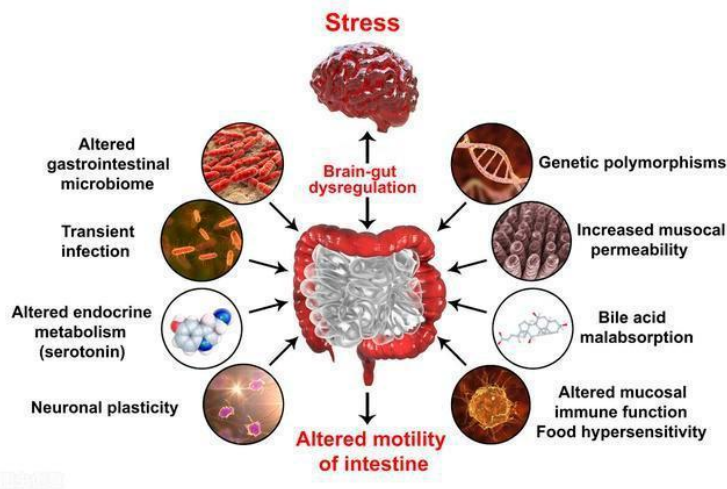 Stress
Altered
gastrointestinal
microbiome
Brain-gut
dysregulation
Genetic polymorphisms
Transient
infection
Increased musocal
permeability
Altered endocrine
metabolism
(serotonin)
Bile acid
malabsorption
Neuronal plasticity
Altered mucosal
immune function
Food hypersensitivity
Altered motility
of intestine